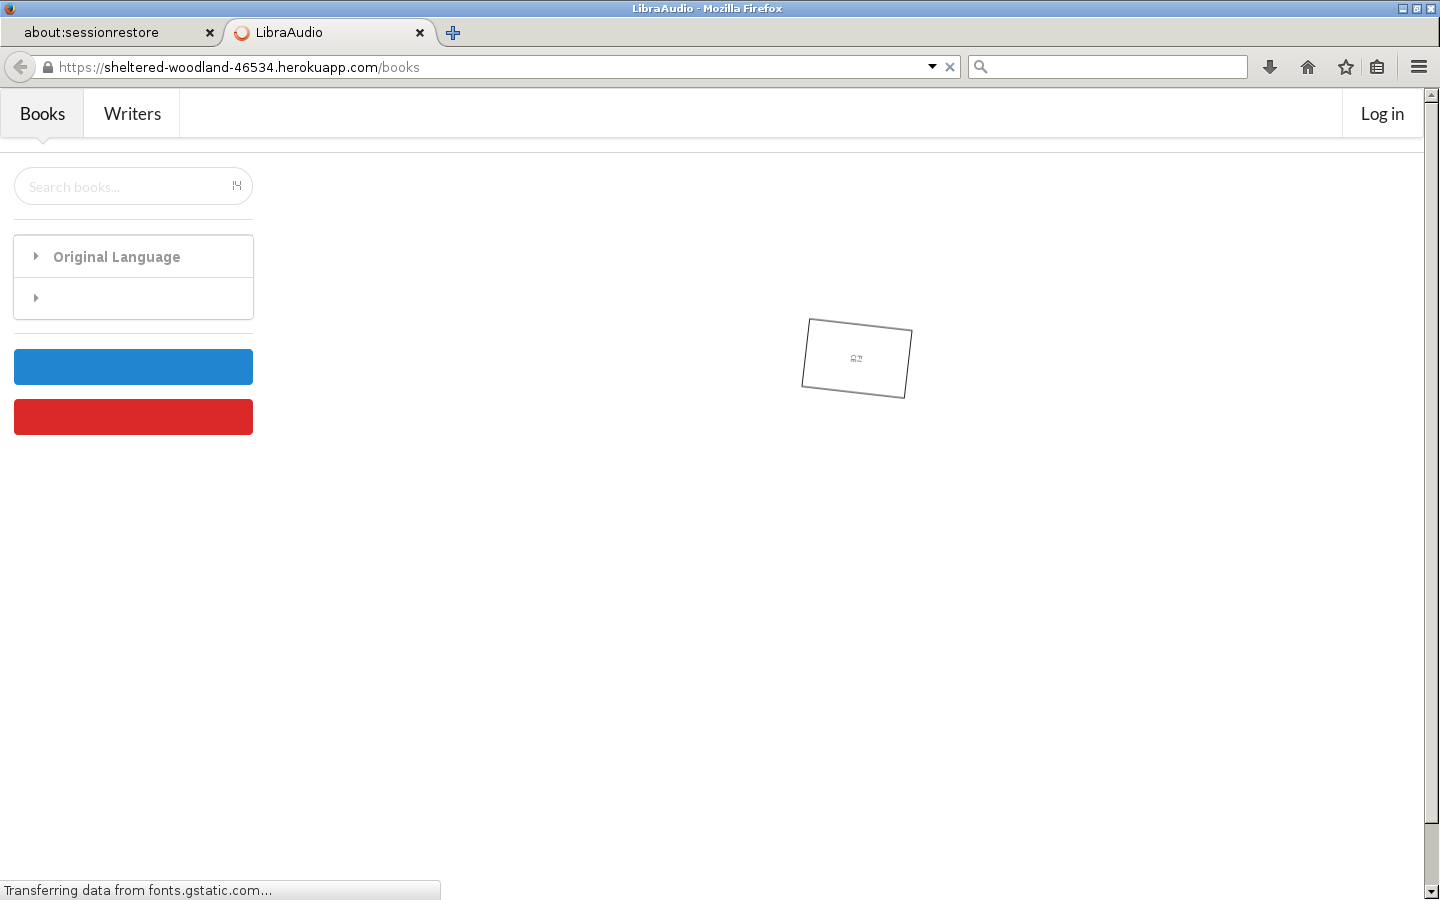 LibraAudio - Mozilla Firefox
about:sessionrestore
LibraAudio
https://sheltered-woodland-46534.herokuapp.com/books
Books
Writers
Log in
Search books...
Original Language
Transferring data from fonts.gstatic.com...